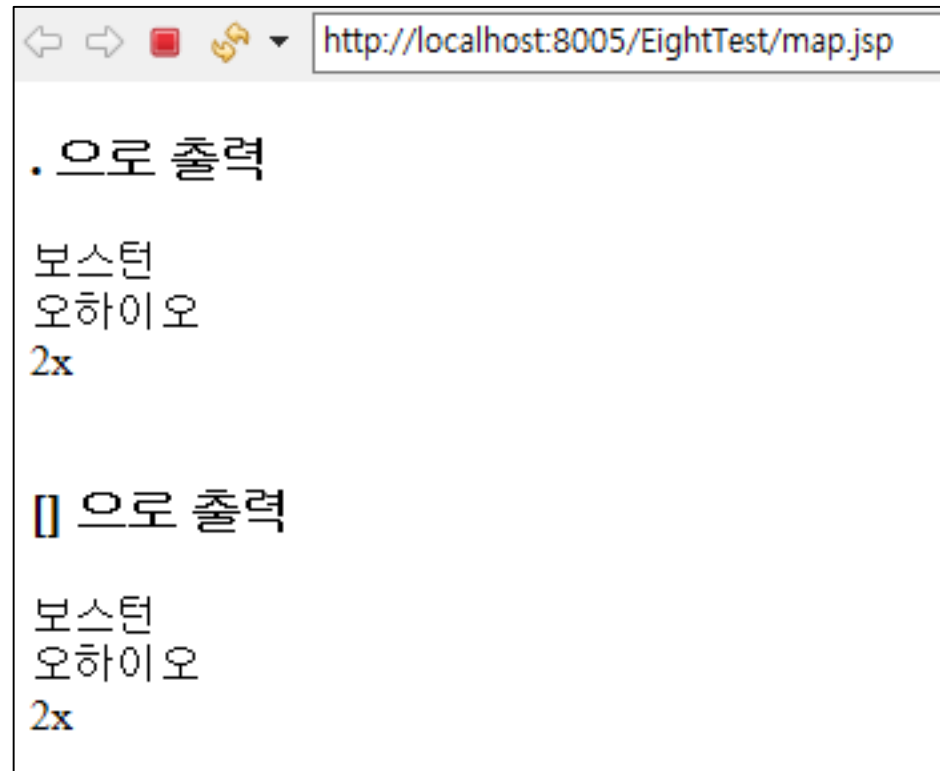 http://localhost:8005/EightTest/map.jsp
. 으로 출력
보스턴
오하이오
2x
[] 으로 출력
보스턴
오하이오
2x